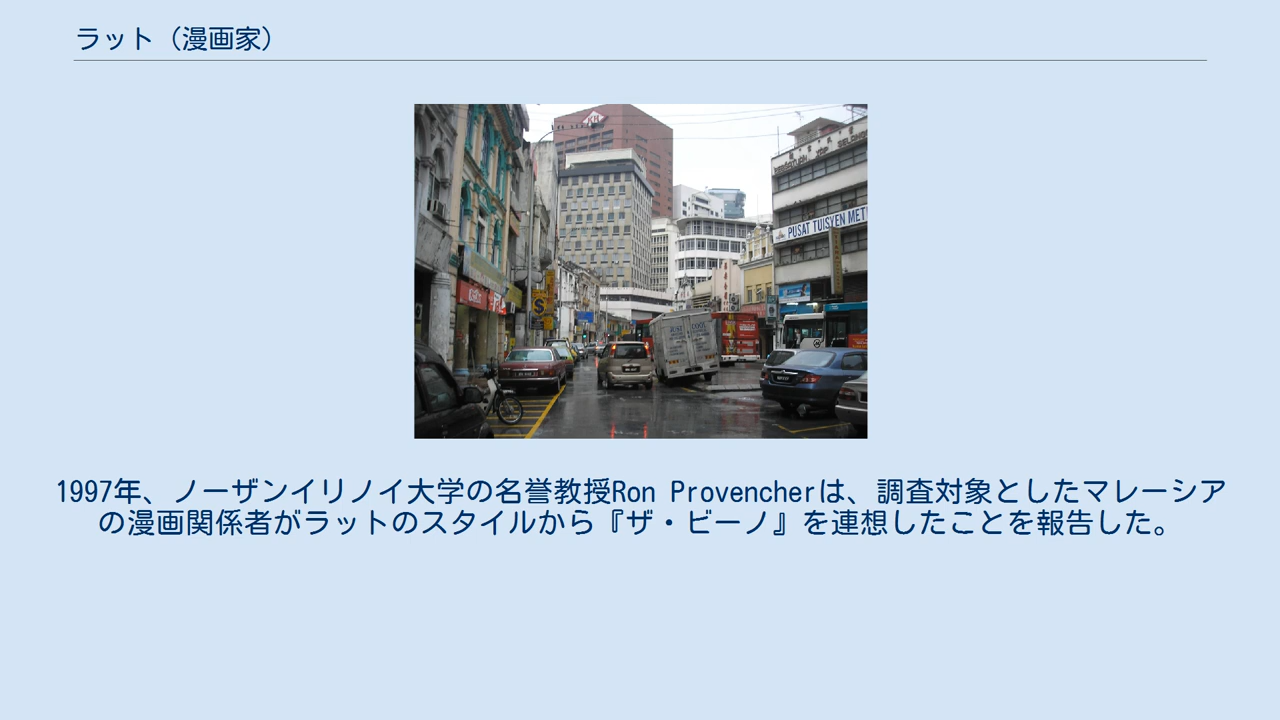 ラット（漫画家）
PUSAT TUISYEN MET
JUST COOL
1997年、ノーザンイリノイ大学の名誉教授Ron Provencherは、調査対象としたマレーシア
の漫画関係者がラットのスタイルから『ザ・ビーノ』を連想したことを報告した。